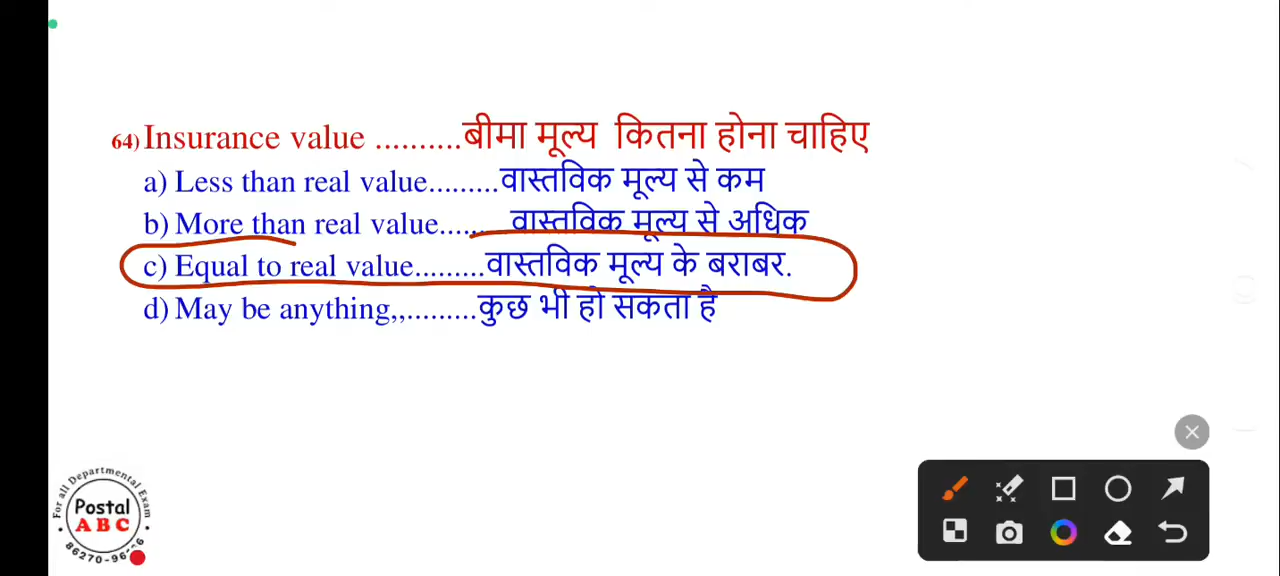 64) Insurance value ..........बीमा मूल्य कितना होना चाहिए
a) Less than real value.........वास्तविक मूल्य से कम
b) More than real value...... वास्तविक मूल्य से अधिक
c) Equal to real value.........वास्तविक मूल्य के बराबर.
d) May be anything,,.........कुछ भी हो सकता है
For all Departmental Exam
Postal
ABC